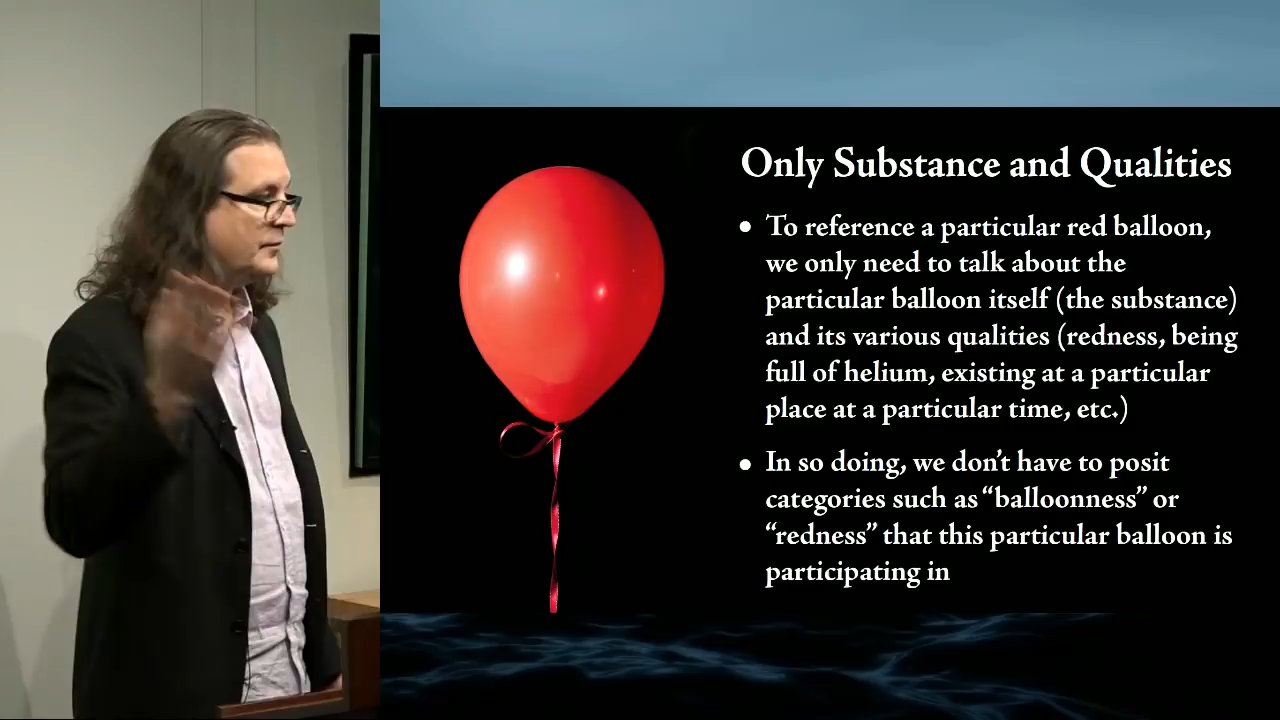 Only Substance and Qualities
• To reference a particular red balloon,
we only need to talk about the
particular balloon itself (the substance)
and its various qualities (redness, being
full of helium, existing at a particular
place at a particular time, etc.)
• In so doing, we don’t have to posit
categories such as “balloonness” or
“redness” that this particular balloon is
participating in